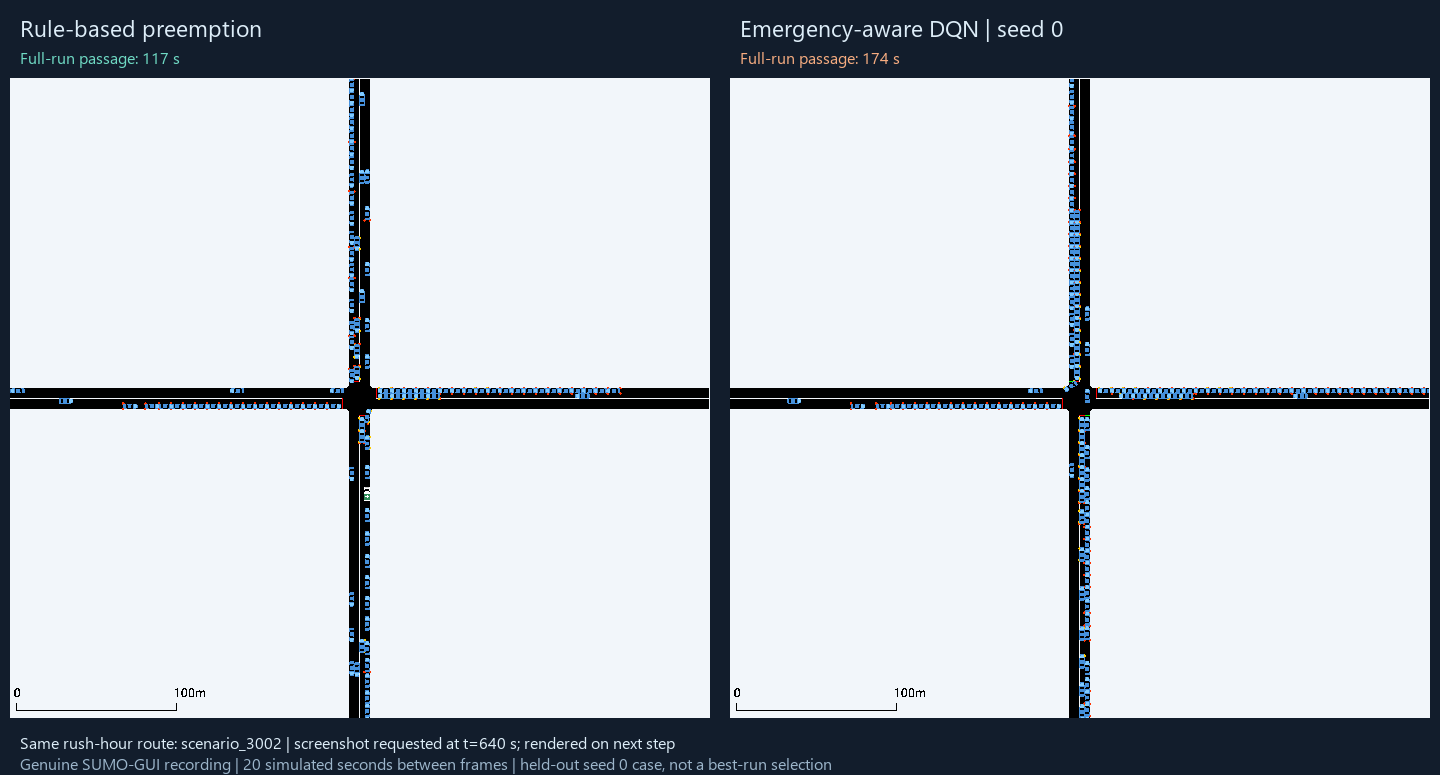 Rule-based preemption
Full-run passage: 117 s
Emergency-aware DQN | seed 0
Full-run passage: 174 s
0 100m
0 100m
Same rush-hour route: scenario_3002 | screenshot requested at t=640 s; rendered on next step
Genuine SUMO-GUI recording | 20 simulated seconds between frames | held-out seed 0 case, not a best-run selection